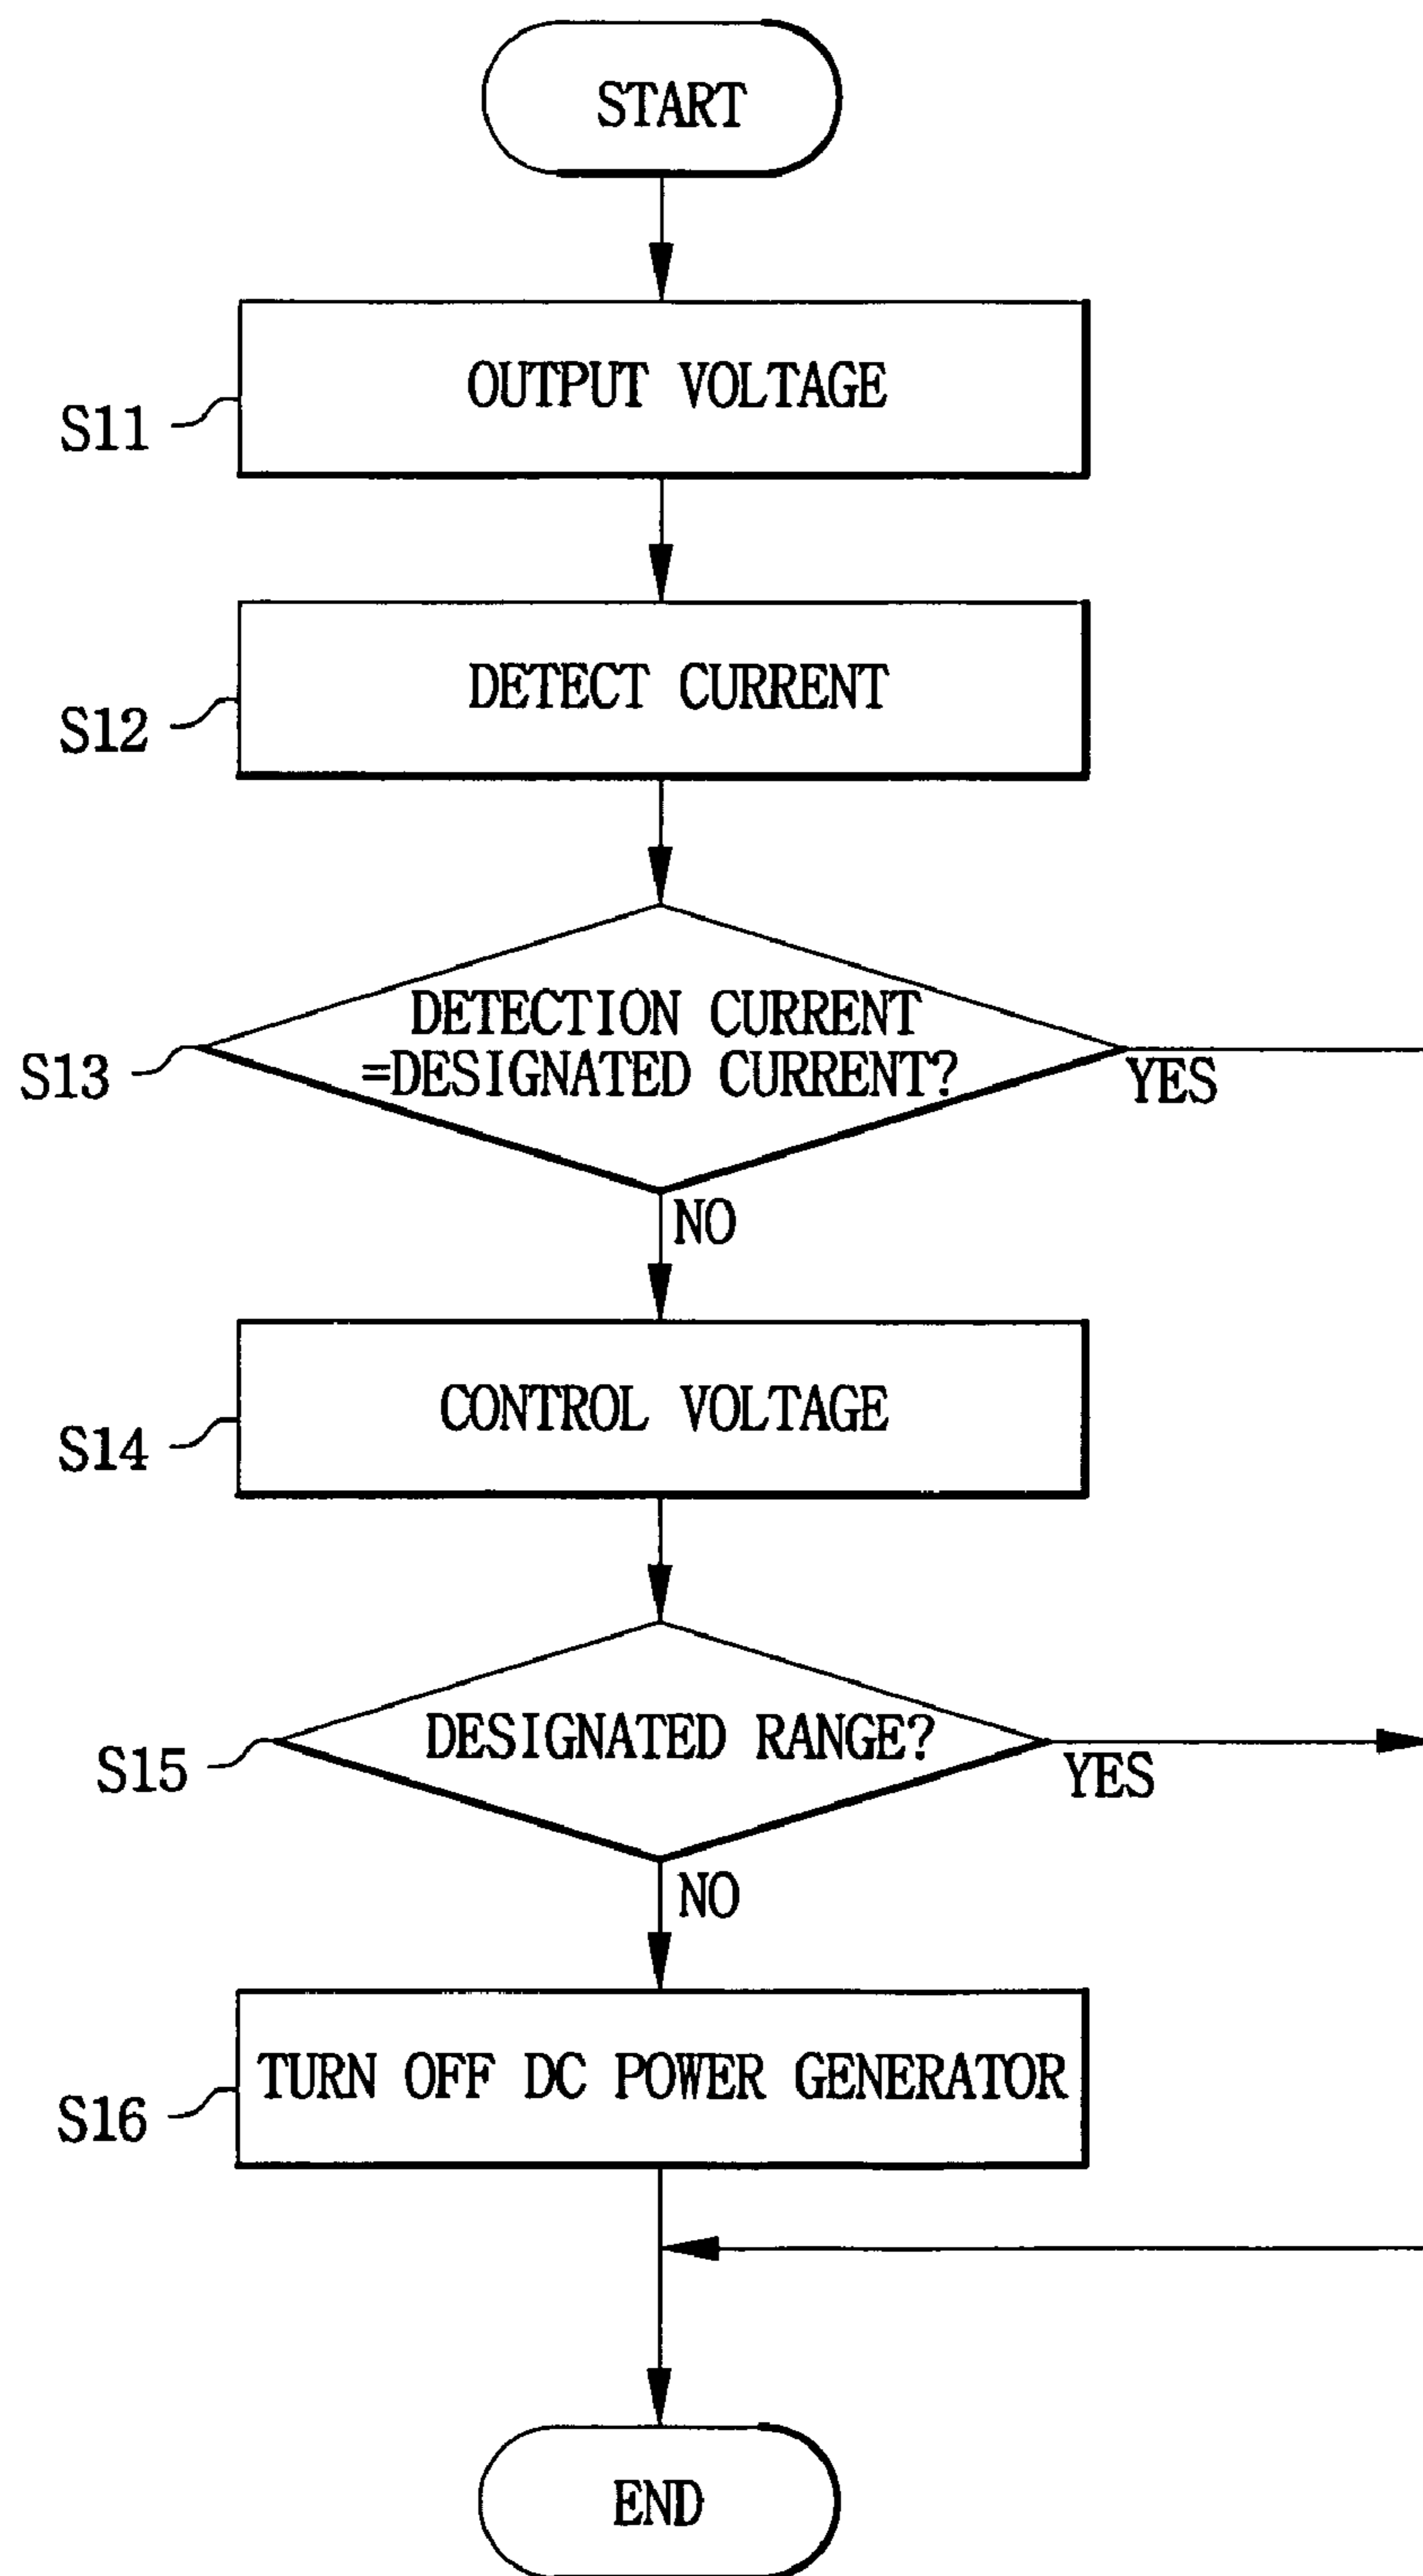 START
OUTPUT VOLTAGE
S11
DETECT CURRENT
S12
DETECTION CURRENT
=DESIGNATED CURRENT?
S13
YES
NO
CONTROL VOLTAGE
S14
DESIGNATED RANGE?
S15
YES
NO
TURN OFF DC POWER GENERATOR
S16
END